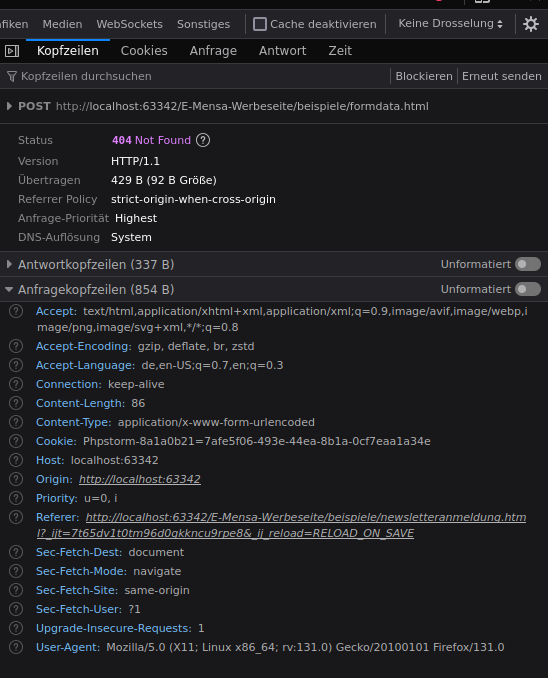 afiken Medien WebSockets Sonstiges Cache deaktivieren Keine Drosselung
Kopfzeilen Cookies Anfrage Antwort Zeit
Kopfzeilen durchsuchen Blockieren Erneut senden
POST http://localhost:63342/E-Mensa-Werbeseite/beispiele/formdata.html
Status 404 Not Found ?
Version HTTP/1.1
Übertragen 429 B (92 B Größe)
Referrer Policy strict-origin-when-cross-origin
Anfrage-Priorität Highest
DNS-Auflösung System
Antwortkopfzeilen (337 B) Unformatiert
Anfragekopfzeilen (854 B) Unformatiert
? Accept: text/html,application/xhtml+xml,application/xml;q=0.9,image/avif,image/webp,i
mage/png,image/svg+xml,*/*;q=0.8
? Accept-Encoding: gzip, deflate, br, zstd
? Accept-Language: de,en-US;q=0.7,en;q=0.3
? Connection: keep-alive
? Content-Length: 86
? Content-Type: application/x-www-form-urlencoded
? Cookie: Phpstorm-8a1a0b21=7afe5f06-493e-44ea-8b1a-0cf7eaa1a34e
? Host: localhost:63342
? Origin: http://localhost:63342
? Priority: u=0, i
? Referer: http://localhost:63342/E-Mensa-Werbeseite/beispiele/newsletteranmeldung.htm
l?_ijt=7t65dv1t0tm96d0qkkncu9rpe8&_ij_reload=RELOAD_ON_SAVE
? Sec-Fetch-Dest: document
? Sec-Fetch-Mode: navigate
? Sec-Fetch-Site: same-origin
? Sec-Fetch-User: ?1
? Upgrade-Insecure-Requests: 1
? User-Agent: Mozilla/5.0 (X11; Linux x86_64; rv:131.0) Gecko/20100101 Firefox/131.0